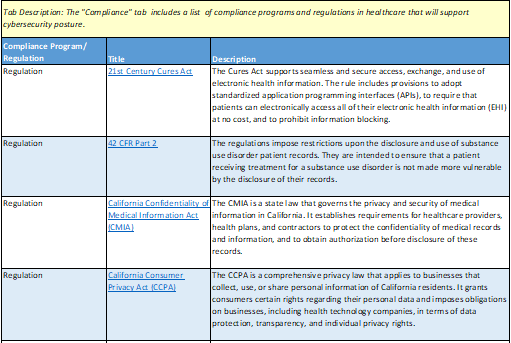 Tab Description: The "Compliance" tab includes a list of compliance programs and regulations in healthcare that will support
cybersecurity posture.
Compliance Program/
Regulation
Title
Description
Regulation
21st Century Cures Act
The Cures Act supports seamless and secure access, exchange, and use of
electronic health information. The rule includes provisions to adopt
standardized application programming interfaces (APIs), to require that
patients can electronically access all of their electronic health information (EHI)
at no cost, and to prohibit information blocking.
Regulation
42 CFR Part 2
The regulations impose restrictions upon the disclosure and use of substance
use disorder patient records. They are intended to ensure that a patient
receiving treatment for a substance use disorder is not made more vulnerable
by the disclosure of their records.
Regulation
California Confidentiality of
Medical Information Act
(CMIA)
The CMIA is a state law that governs the privacy and security of medical
information in California. It establishes requirements for healthcare providers,
health plans, and contractors to protect the confidentiality of medical records
and information, and to obtain authorization before disclosure of these
records.
Regulation
California Consumer
Privacy Act (CCPA)
The CCPA is a comprehensive privacy law that applies to businesses that
collect, use, or share personal information of California residents. It grants
consumers certain rights regarding their personal data and imposes obligations
on businesses, including health technology companies, in terms of data
protection, transparency, and individual privacy rights.